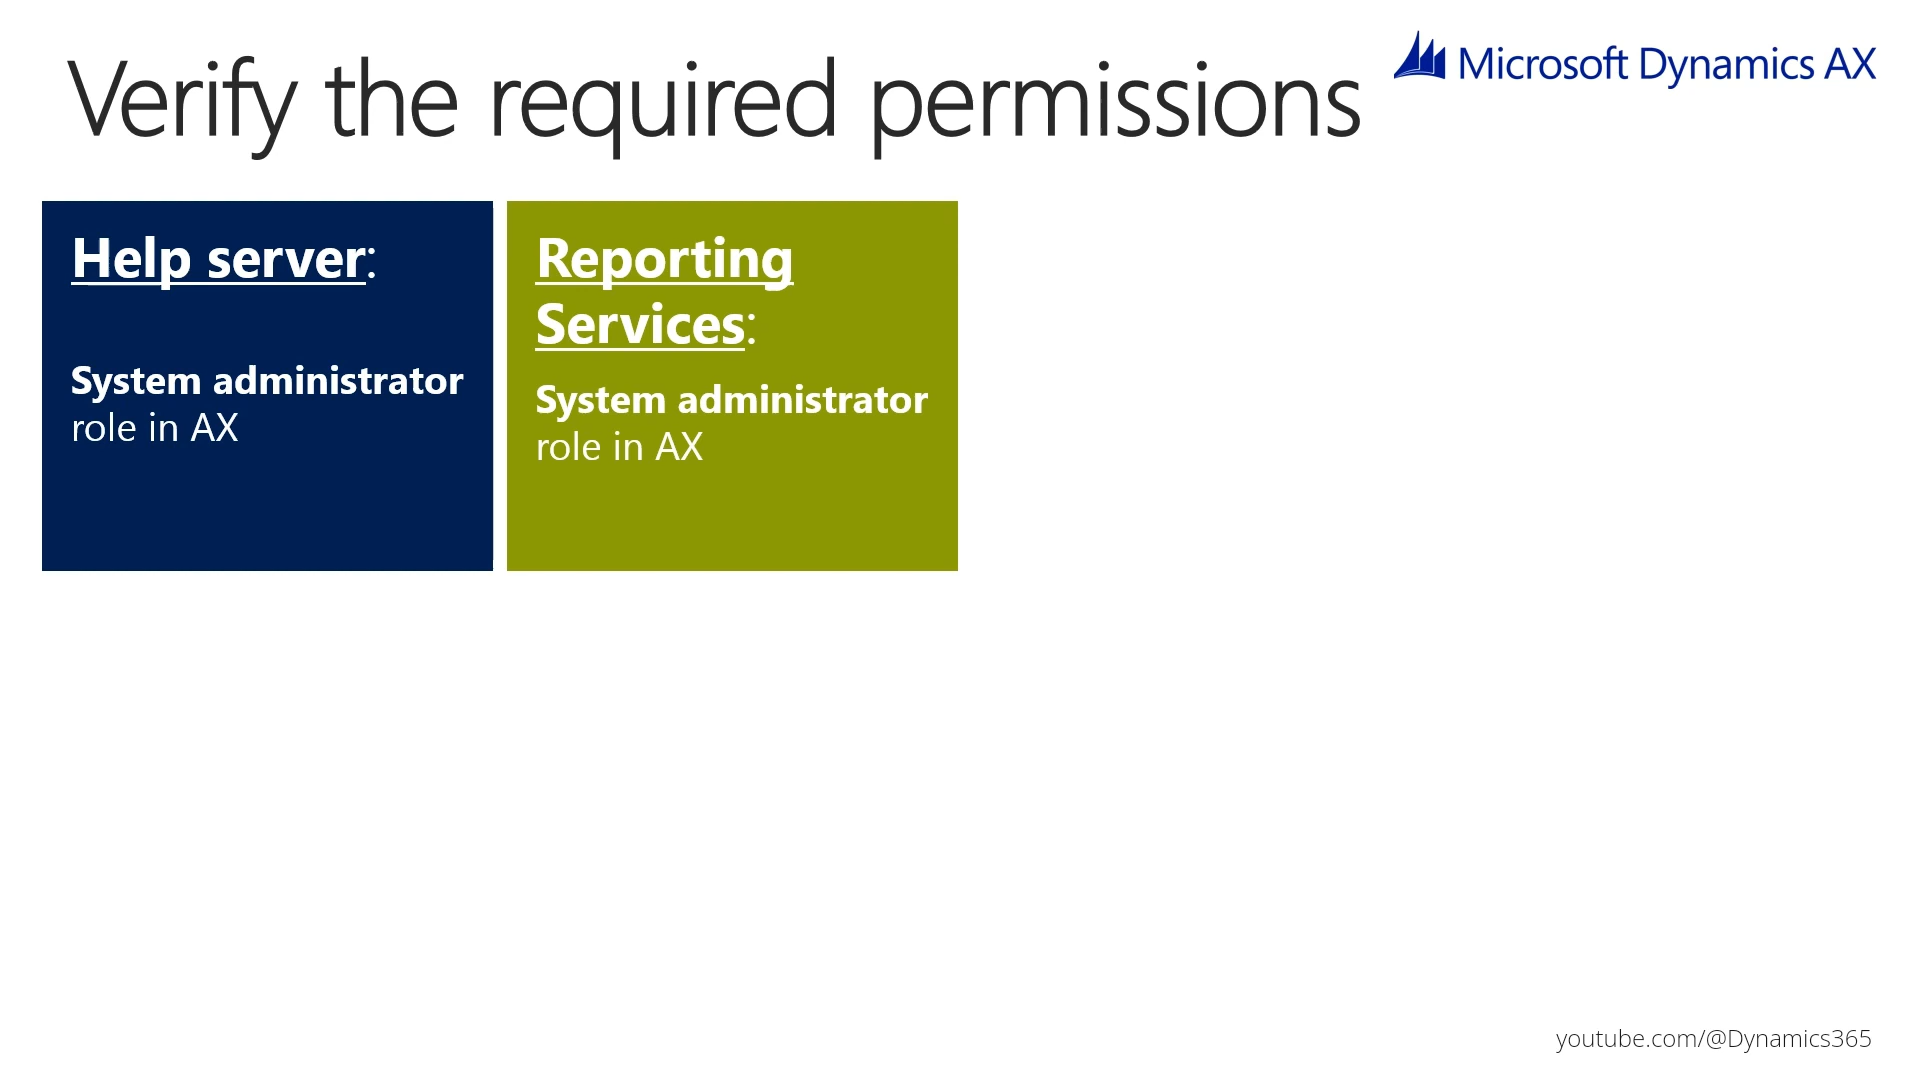 Verify the required permissions
Microsoft Dynamics AX
Help server:
System administrator
role in AX
Reporting
Services:
System administrator
role in AX
youtube.com/@Dynamics365